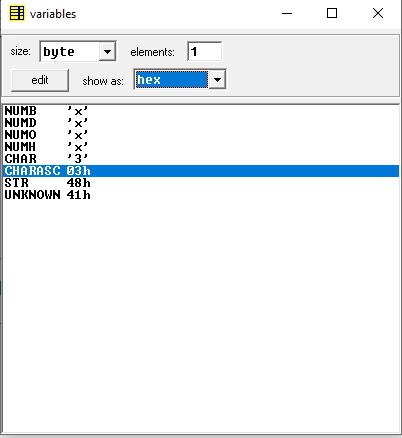 variables
size: byte elements: 1
edit show as: hex
NUMB 'x'
NUMD 'x'
NUMO 'x'
NUMH 'x'
CHAR '3'
CHARASC 03h
STR 48h
UNKNOWN 41h